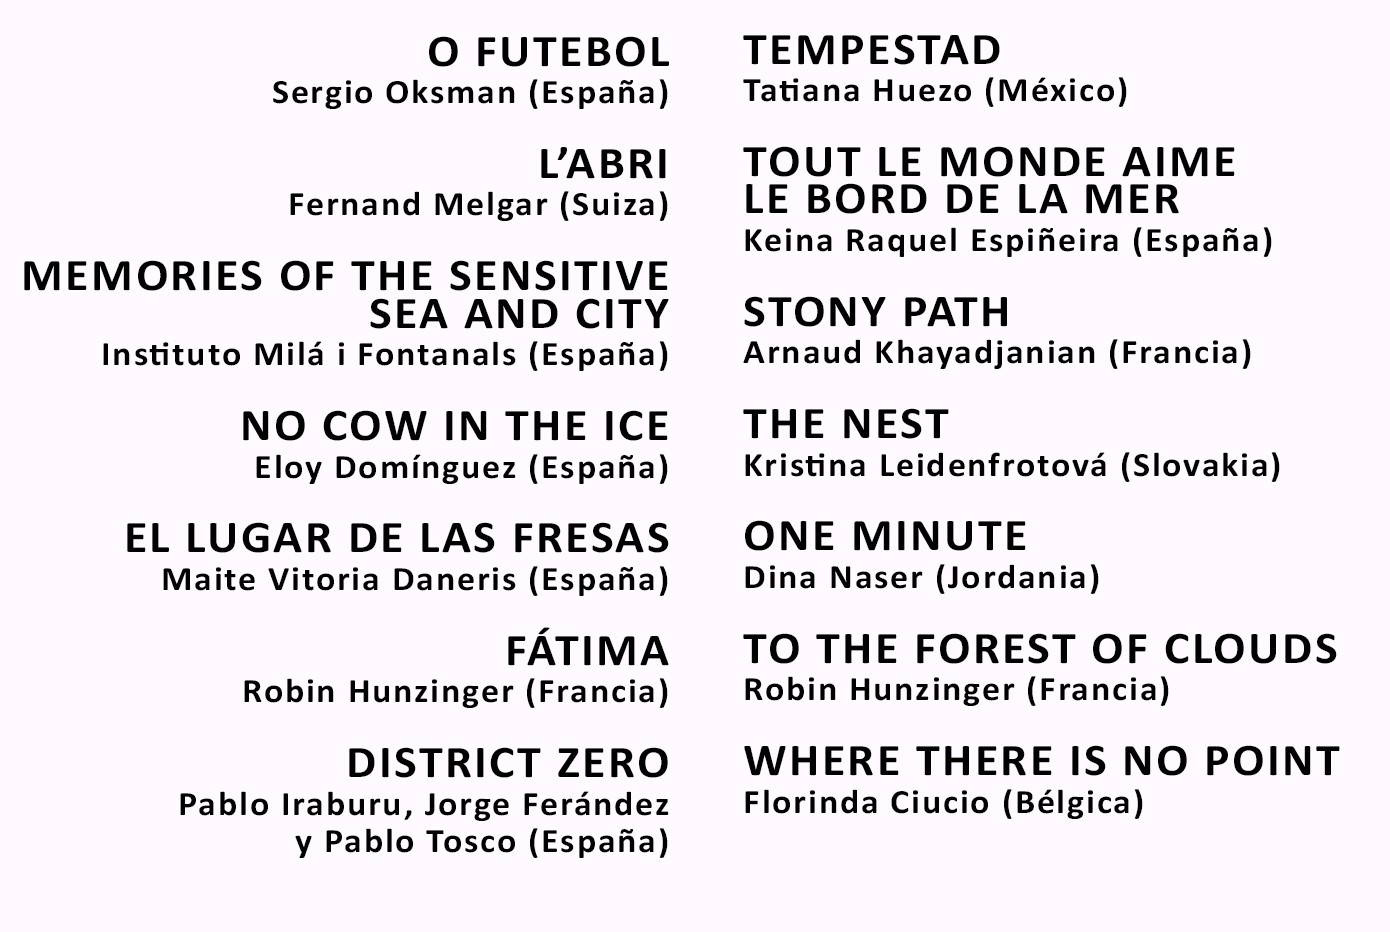 O FUTEBOL
Sergio Oksman (España)
L’ABRI
Fernand Melgar (Suiza)
MEMORIES OF THE SENSITIVE
SEA AND CITY
Instituto Milá i Fontanals (España)
NO COW IN THE ICE
Eloy Domínguez (España)
EL LUGAR DE LAS FRESAS
Maite Vitoria Daneris (España)
FÁTIMA
Robin Hunzinger (Francia)
DISTRICT ZERO
Pablo Iraburu, Jorge Ferández
y Pablo Tosco (España)
TEMPESTAD
Tatiana Huezo (México)
TOUT LE MONDE AIME
LE BORD DE LA MER
Keina Raquel Espiñeira (España)
STONY PATH
Arnaud Khayadjanian (Francia)
THE NEST
Kristina Leidenfrotová (Slovakia)
ONE MINUTE
Dina Naser (Jordania)
TO THE FOREST OF CLOUDS
Robin Hunzinger (Francia)
WHERE THERE IS NO POINT
Florinda Ciucio (Bélgica)